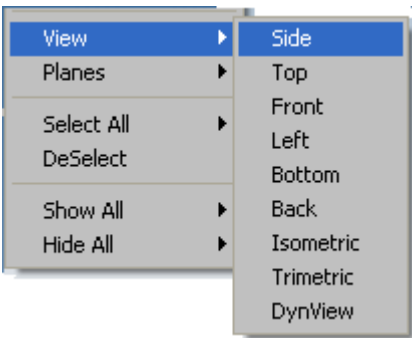 View
Planes
Select All
DeSelect
Show All
Hide All
Side
Top
Front
Left
Bottom
Back
Isometric
Trimetric
DynView